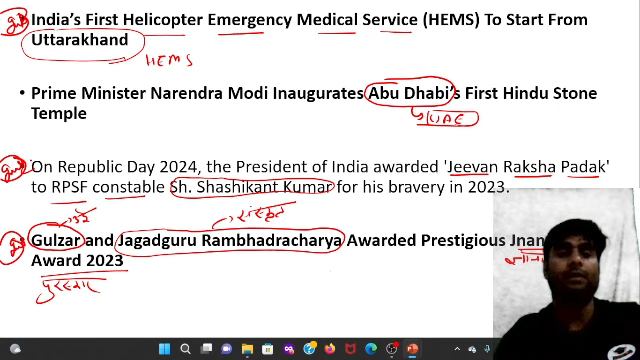 India's First Helicopter Emergency Medical Service (HEMS) To Start From
Uttarakhand
HEMS
• Prime Minister Narendra Modi Inaugurates Abu Dhabi's First Hindu Stone
Temple
UAE
On Republic Day 2024, the President of India awarded 'Jeevan Raksha Padak'
to RPSF constable Sh. Shashikant Kumar for his bravery in 2023.
Gulzar and Jagadguru Rambhadracharya Awarded Prestigious Jnan
Award 2023